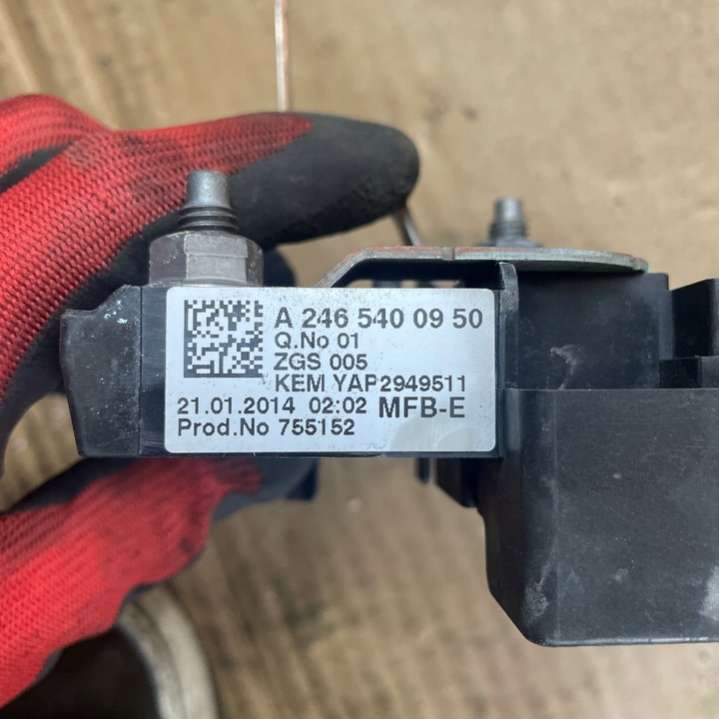 A 246 540 09 50
Q.No 01
ZGS 005
KEM YAP2949511
21.01.2014 02:02 MFB-E
Prod.No 755152